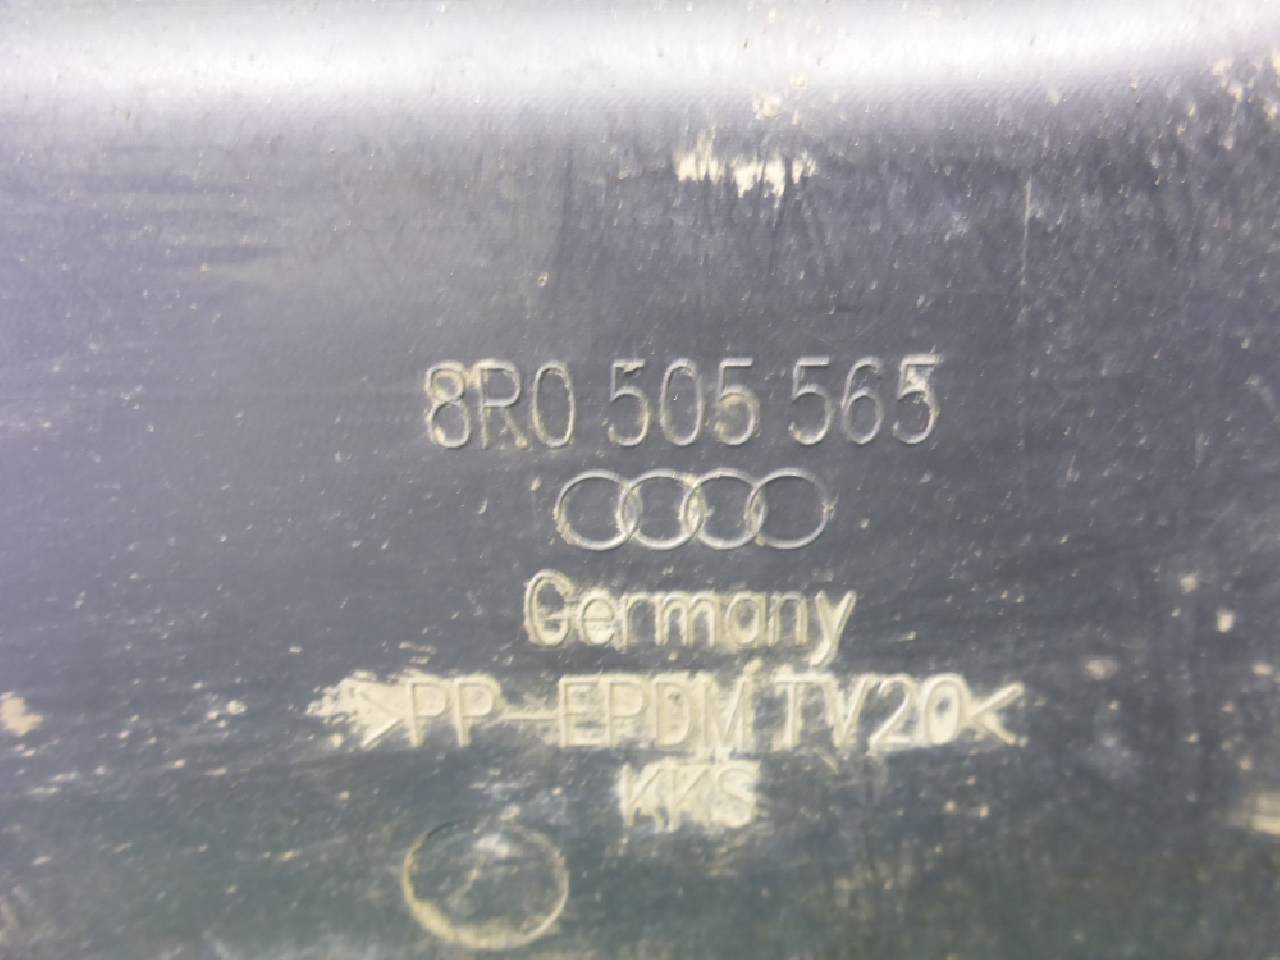 8R0 505 565
Germany
>PP-EPDM TV20<
KKS